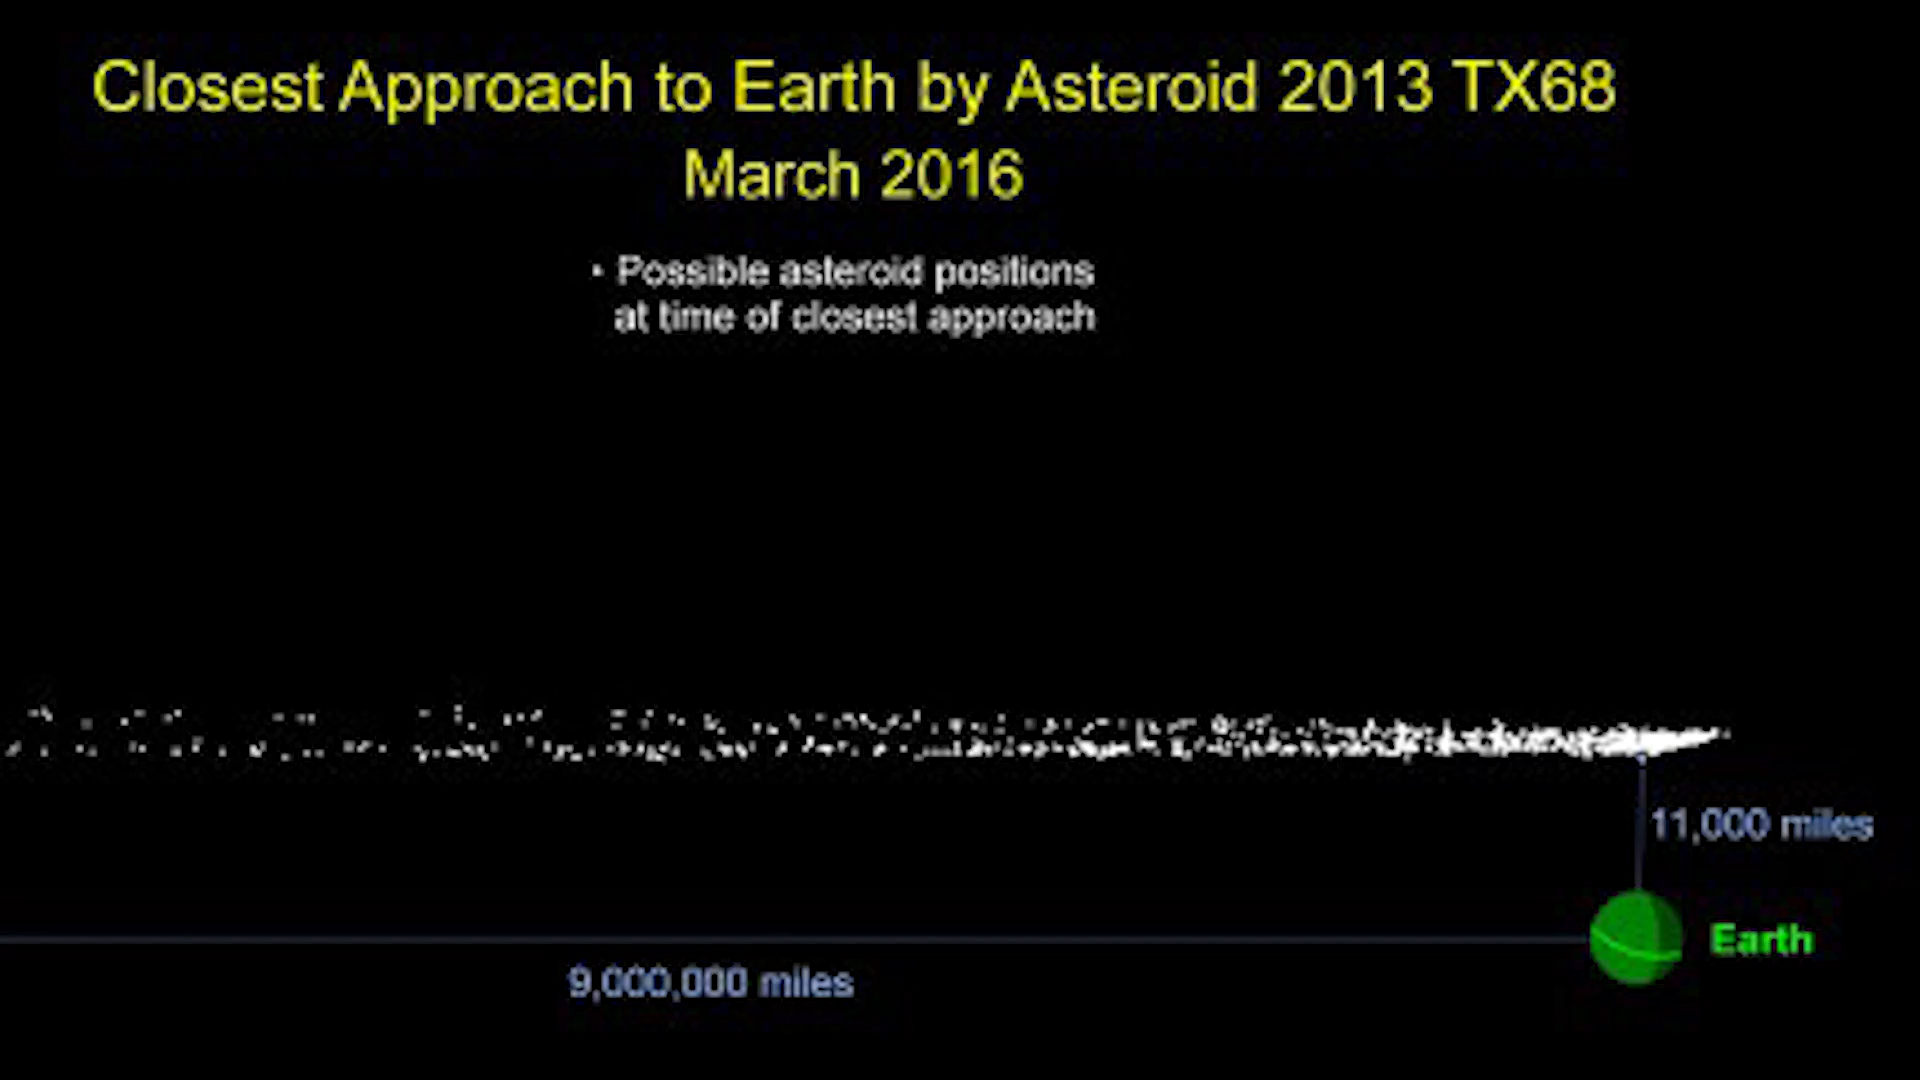 Closest Approach to Earth by Asteroid 2013 TX68
March 2016
• Possible asteroid positions
at time of closest approach
11,000 miles
Earth
9,000,000 miles